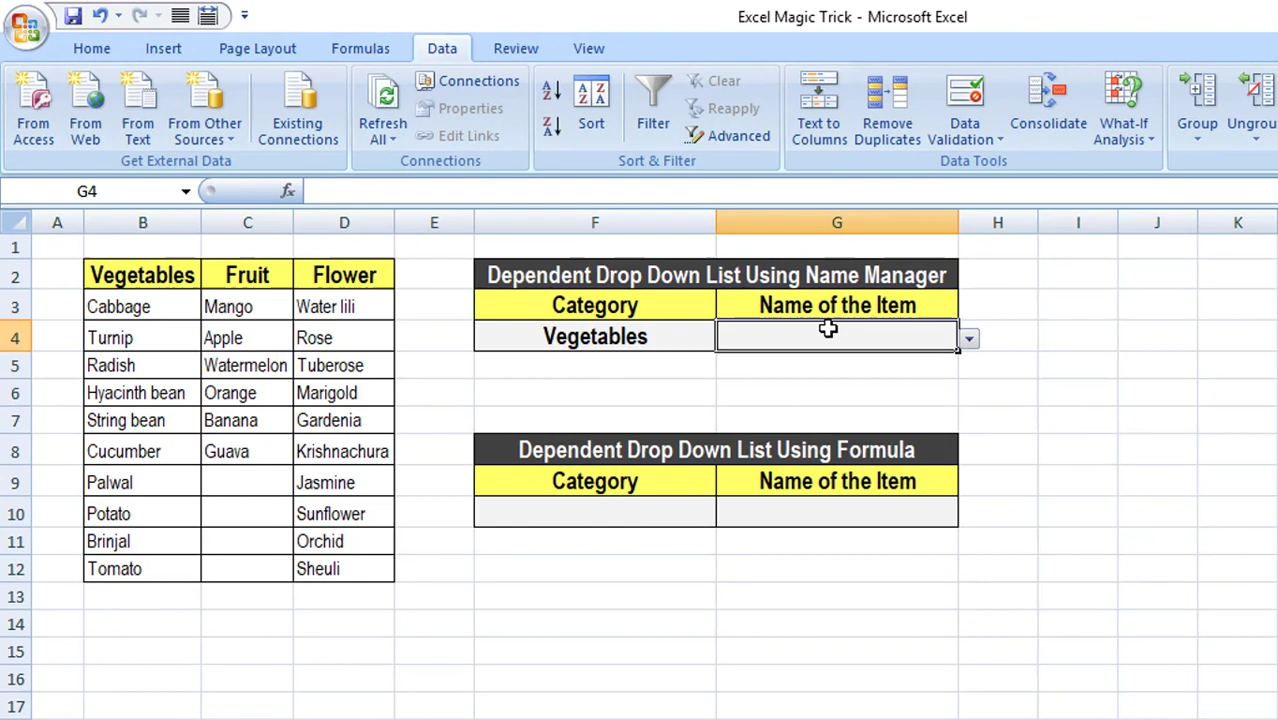 Excel Magic Trick - Microsoft Excel
Home Insert Page Layout Formulas Data Review View
From Access
From Web
From Text
From Other Sources
Existing Connections
Get External Data
Refresh All
Connections
Properties
Edit Links
Connections
Sort
Filter
Clear
Reapply
Advanced
Sort & Filter
Text to Columns
Remove Duplicates
Data Validation
Consolidate
What-If Analysis
Data Tools
Group
Ungrou
G4 fx
A B C D E F G H I J K
1
2 Vegetables Fruit Flower Dependent Drop Down List Using Name Manager
3 Cabbage Mango Water lili Category Name of the Item
4 Turnip Apple Rose Vegetables
5 Radish Watermelon Tuberose
6 Hyacinth bean Orange Marigold
7 String bean Banana Gardenia
8 Cucumber Guava Krishnachura Dependent Drop Down List Using Formula
9 Palwal Jasmine Category Name of the Item
10 Potato Sunflower
11 Brinjal Orchid
12 Tomato Sheuli
13
14
15
16
17